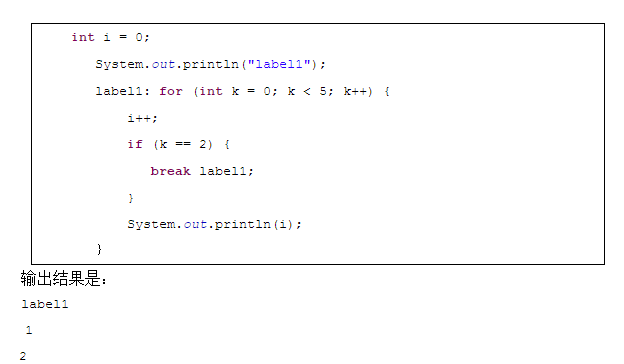 int i = 0;
System.out.println("label1");
label1: for (int k = 0; k < 5; k++) {
i++;
if (k == 2) {
break label1;
}
System.out.println(i);
}
输出结果是：
label1
1
2